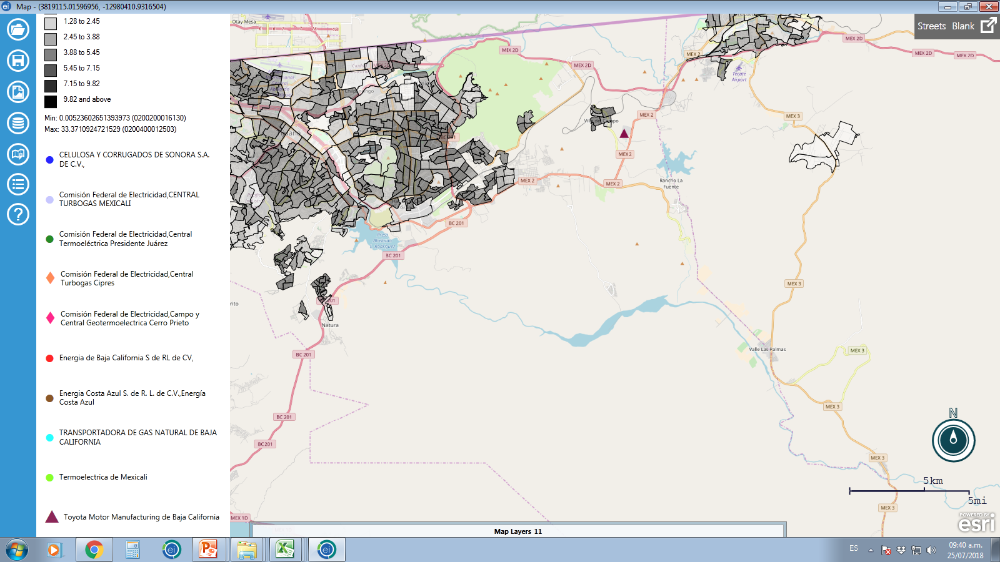 Map - (3819115.01596956, -12980410.9316504)
Streets Blank
1.28 to 2.45
2.45 to 3.88
3.88 to 5.45
5.45 to 7.15
7.15 to 9.82
9.82 and above
Min: 0.00523602651393973 (0200200016130)
Max: 33.3710924721529 (0200400012503)
CELULOSA Y CORRUGADOS DE SONORA S.A.
DE C.V.,
Comisión Federal de Electricidad,CENTRAL
TURBOGAS MEXICALI
Comisión Federal de Electricidad,Central
Termoeléctrica Presidente Juárez
Comisión Federal de Electricidad,Central
Turbogas Cipres
Comisión Federal de Electricidad,Campo y
Central Geotermoelectrica Cerro Prieto
Energia de Baja California S de RL de CV,
Energia Costa Azul S. de R. L. de C.V.,Energía
Costa Azul
TRANSPORTADORA DE GAS NATURAL DE BAJA
CALIFORNIA
Termoelectrica de Mexicali
Toyota Motor Manufacturing de Baja California
Otay Mesa
MEX 2D
MEX 2D
MEX 2D
MEX 2D
MEX 2D
MEX 2
Tecate
Airport
MEX 2
MEX 3
MEX 2
MEX 2
MEX 2
Rancho La
Fuente
BC 201
BC 201
Presa
Abelardo
L. Rodríguez
MEX 3
rito
Natura
BC 201
Valle Las Palmas
MEX 3
MEX 3
BC 201
BC 201
MEX 3
MEX 3
MEX 1D
N
5km
5mi
POWERED BY
esri
Map Layers 11
ES
09:40 a.m.
25/07/2018